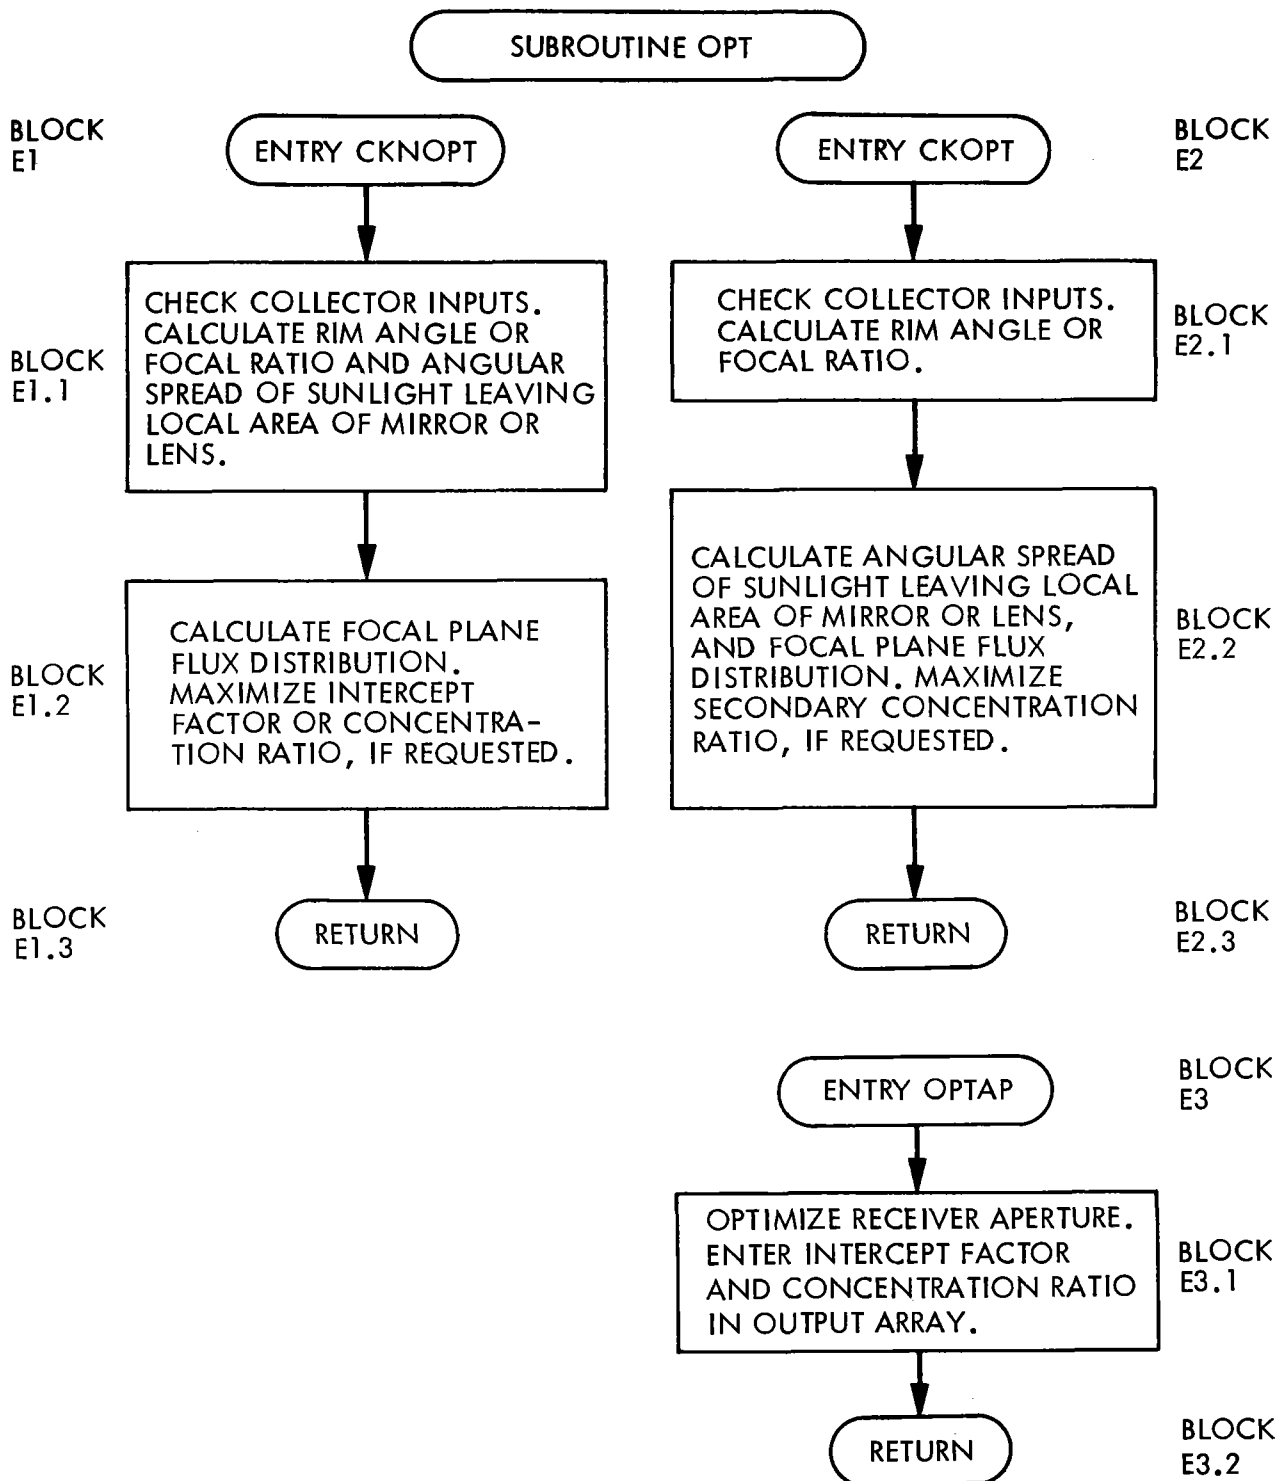 SUBROUTINE OPT
BLOCK
E1
ENTRY CKNOPT
BLOCK
E1.1
CHECK COLLECTOR INPUTS.
CALCULATE RIM ANGLE OR
FOCAL RATIO AND ANGULAR
SPREAD OF SUNLIGHT LEAVING
LOCAL AREA OF MIRROR OR
LENS.
BLOCK
E1.2
CALCULATE FOCAL PLANE
FLUX DISTRIBUTION.
MAXIMIZE INTERCEPT
FACTOR OR CONCENTRA-
TION RATIO, IF REQUESTED.
BLOCK
E1.3
RETURN
ENTRY CKOPT
BLOCK
E2
CHECK COLLECTOR INPUTS.
CALCULATE RIM ANGLE OR
FOCAL RATIO.
BLOCK
E2.1
CALCULATE ANGULAR SPREAD
OF SUNLIGHT LEAVING LOCAL
AREA OF MIRROR OR LENS,
AND FOCAL PLANE FLUX
DISTRIBUTION. MAXIMIZE
SECONDARY CONCENTRATION
RATIO, IF REQUESTED.
BLOCK
E2.2
RETURN
BLOCK
E2.3
ENTRY OPTAP
BLOCK
E3
OPTIMIZE RECEIVER APERTURE.
ENTER INTERCEPT FACTOR
AND CONCENTRATION RATIO
IN OUTPUT ARRAY.
BLOCK
E3.1
RETURN
BLOCK
E3.2